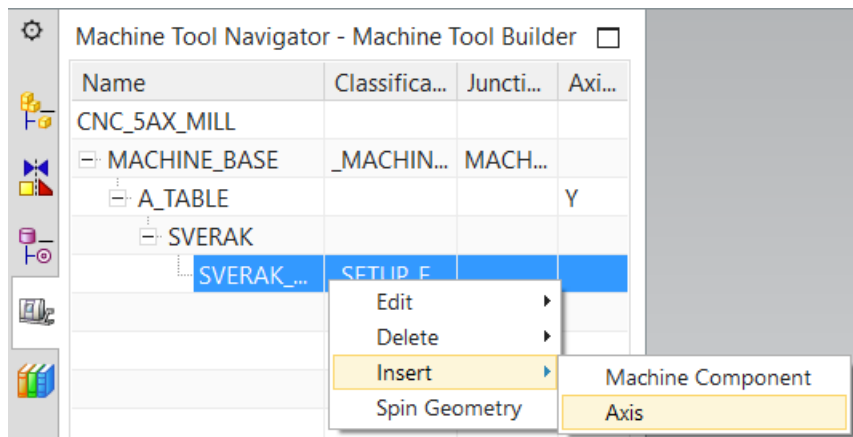 Machine Tool Navigator - Machine Tool Builder
Name Classifica... Juncti... Axi...
CNC_5AX_MILL
MACHINE_BASE _MACHIN... MACH...
A_TABLE Y
SVERAK
SVERAK_... SETUP_E
Edit
Delete
Insert Machine Component
Spin Geometry Axis